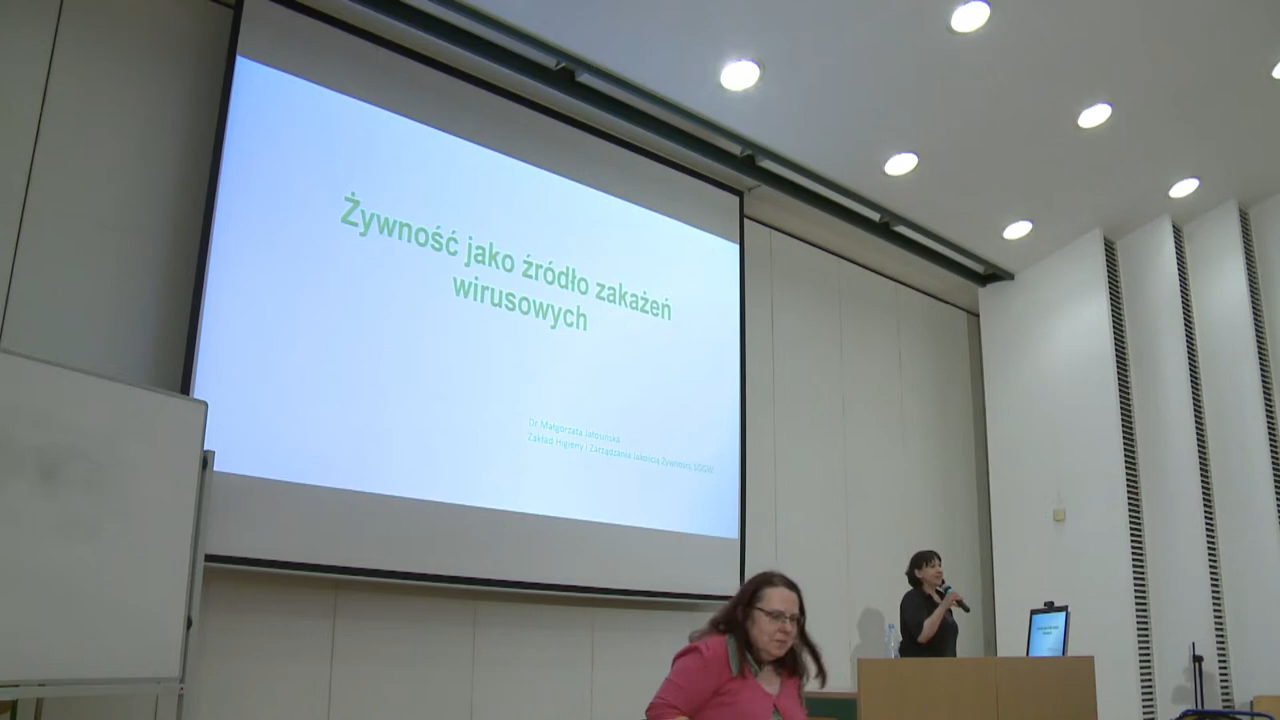 Żywność jako źródło zakażeń
wirusowych
Dr Małgorzata Jałosińska
Zakład Higieny i Zarządzania Jakością Żywności, SGGW